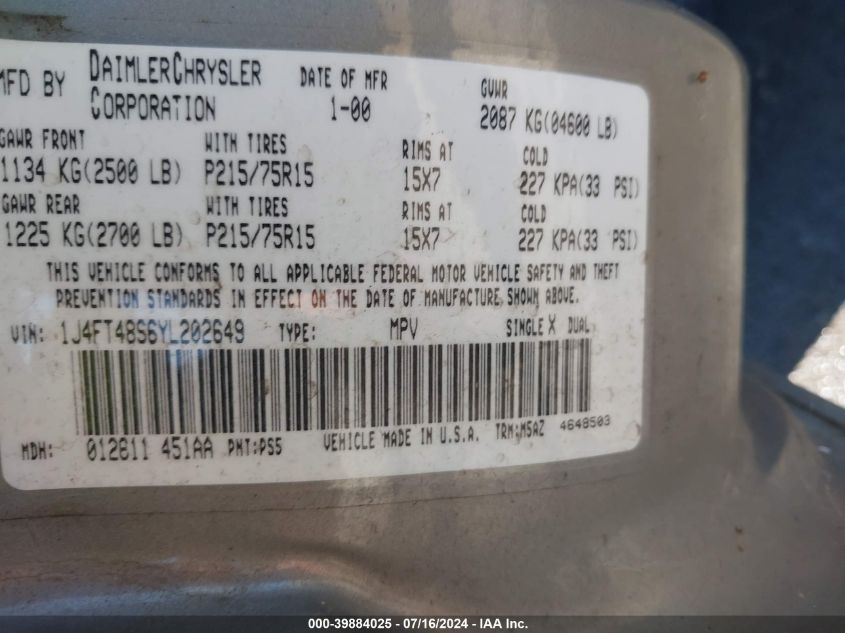 MFD BY DAIMLERCHRYSLER CORPORATION DATE OF MFR 1-00 GVWR 2087 KG(04600 LB)
GAWR FRONT WITH TIRES RIMS AT COLD
1134 KG(2500 LB) P215/75R15 15X7 227 KPA(33 PSI)
GAWR REAR WITH TIRES RIMS AT COLD
1225 KG(2700 LB) P215/75R15 15X7 227 KPA(33 PSI)
THIS VEHICLE CONFORMS TO ALL APPLICABLE FEDERAL MOTOR VEHICLE SAFETY AND THEFT
PREVENTION STANDARDS IN EFFECT ON THE DATE OF MANUFACTURE SHOWN ABOVE.
VIN: 1J4FT48S6YL202649 TYPE: MPV SINGLE X DUAL
MDH: 012811 451AA PNT:PS5 VEHICLE MADE IN U.S.A. TRM:M5AZ 4648503
000-39884025 - 07/16/2024 - IAA Inc.